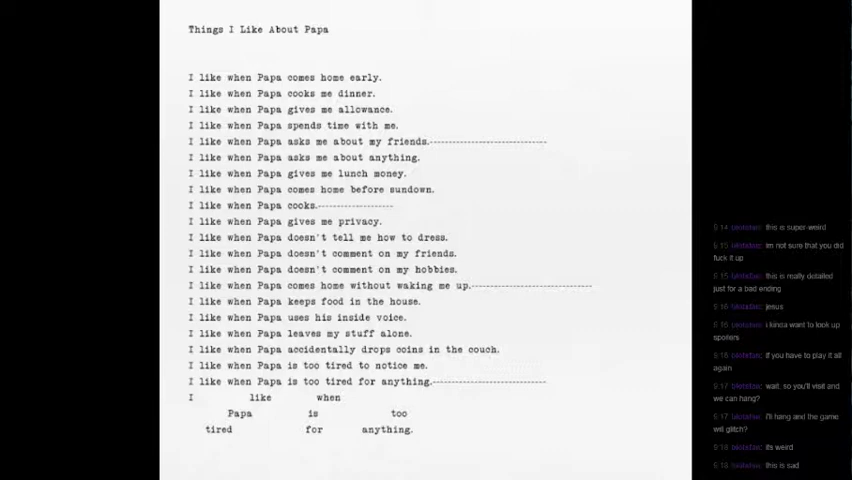 Things I Like About Papa
I like when Papa comes home early.
I like when Papa cooks me dinner.
I like when Papa gives me allowance.
I like when Papa spends time with me.
I like when Papa asks me about my friends.------------------------------
I like when Papa asks me about anything.
I like when Papa gives me lunch money.
I like when Papa comes home before sundown.
I like when Papa cooks.-------------------
I like when Papa gives me privacy.
I like when Papa doesn't tell me how to dress.
I like when Papa doesn't comment on my friends.
I like when Papa doesn't comment on my hobbies.
I like when Papa comes home without waking me up.-------------------------------
I like when Papa keeps food in the house.
I like when Papa uses his inside voice.
I like when Papa leaves my stuff alone.
I like when Papa accidentally drops coins in the couch.
I like when Papa is too tired to notice me.
I like when Papa is too tired for anything.-----------------------------
I like when
Papa is too
tired for anything.
this is super-weird
im not sure that you did
fuck it up
this is really detailed
just for a bad ending
jesus
i kinda want to look up
spoilers
if you have to play it all
again
wait, so you'll visit and
we can hang?
i'll hang and the game
will glitch?
it's weird
this is sad